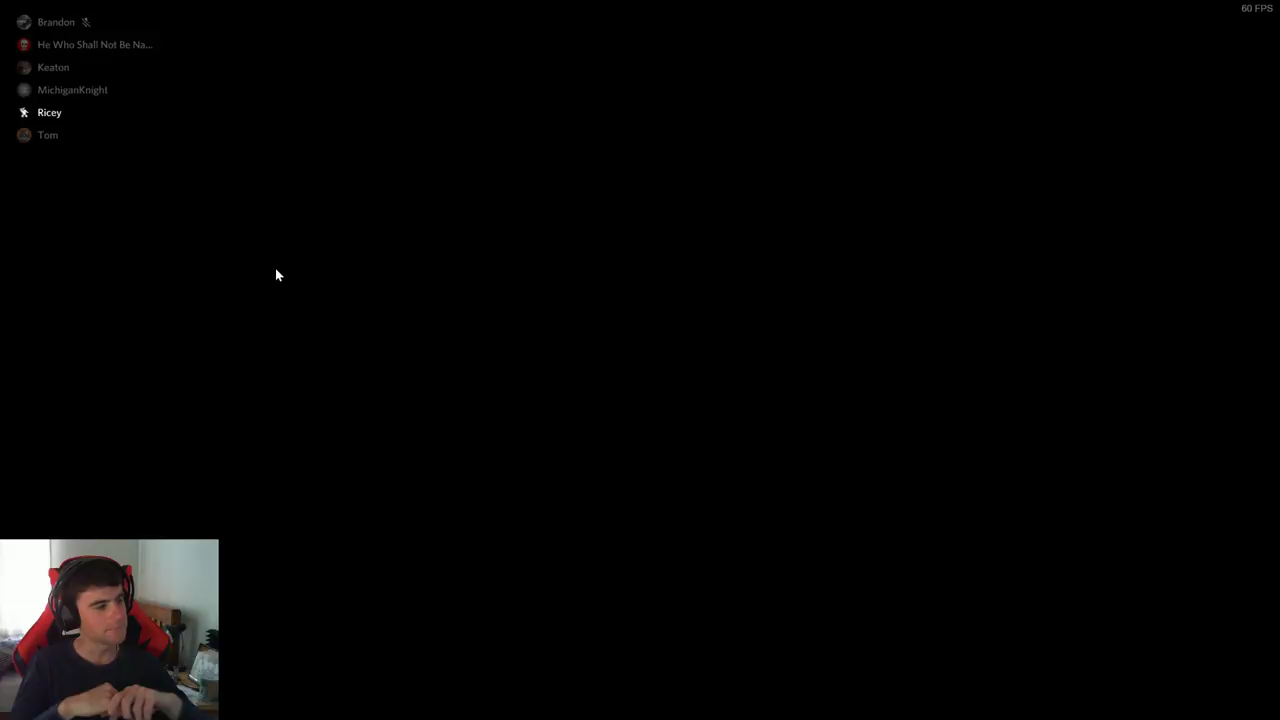 60 FPS
Brandon
He Who Shall Not Be Na...
Keaton
MichiganKnight
Ricey
Tom